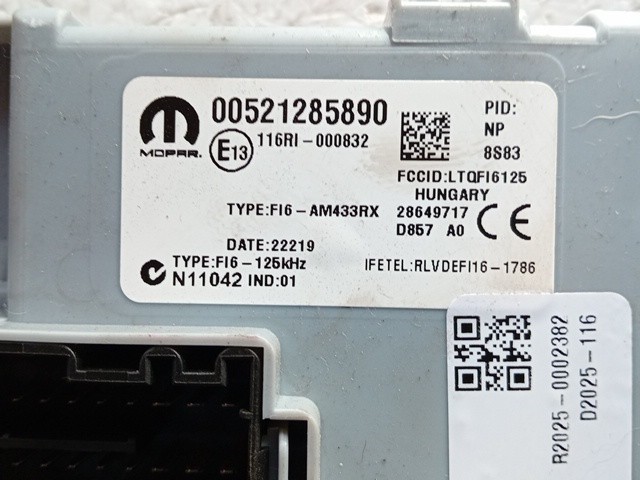 00521285890
MOPAR.
E13
116RI-000832
PID:
NP
8S83
FCCID:LTQFI6125
HUNGARY
TYPE:FI6-AM433RX 28649717
D857 A0
CE
DATE:22219
TYPE:FI6-125kHz
IFETEL:RLVDEFI16-1786
N11042 IND:01
R2025-0002382
D2025-116